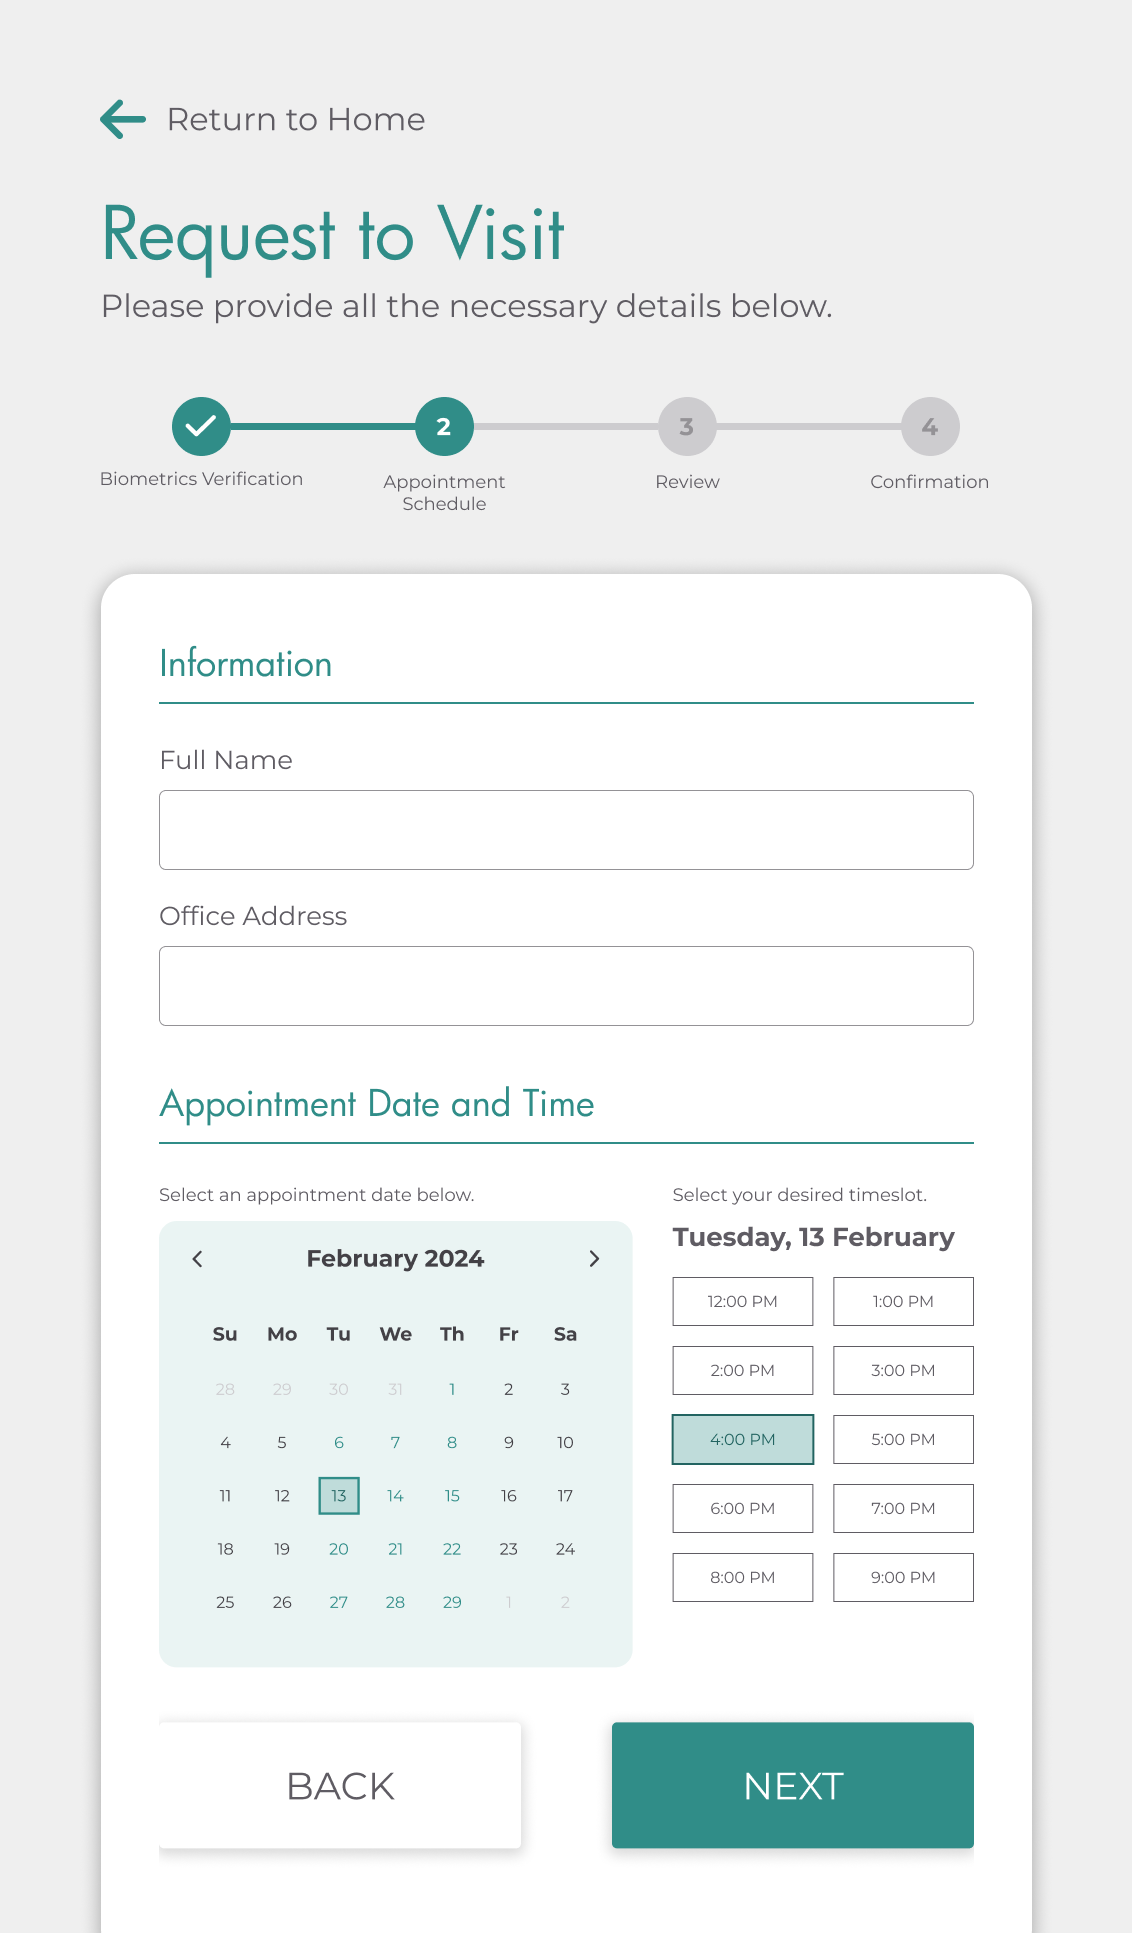 Return to Home
Request to Visit
Please provide all the necessary details below.
2
3
4
Biometrics Verification
Appointment
Schedule
Review
Confirmation
Information
Full Name
Office Address
Appointment Date and Time
Select an appointment date below.
February 2024
Su Mo Tu We Th Fr Sa
28 29 30 31 1 2 3
4 5 6 7 8 9 10
11 12 13 14 15 16 17
18 19 20 21 22 23 24
25 26 27 28 29 1 2
Select your desired timeslot.
Tuesday, 13 February
12:00 PM 1:00 PM
2:00 PM 3:00 PM
4:00 PM 5:00 PM
6:00 PM 7:00 PM
8:00 PM 9:00 PM
BACK
NEXT